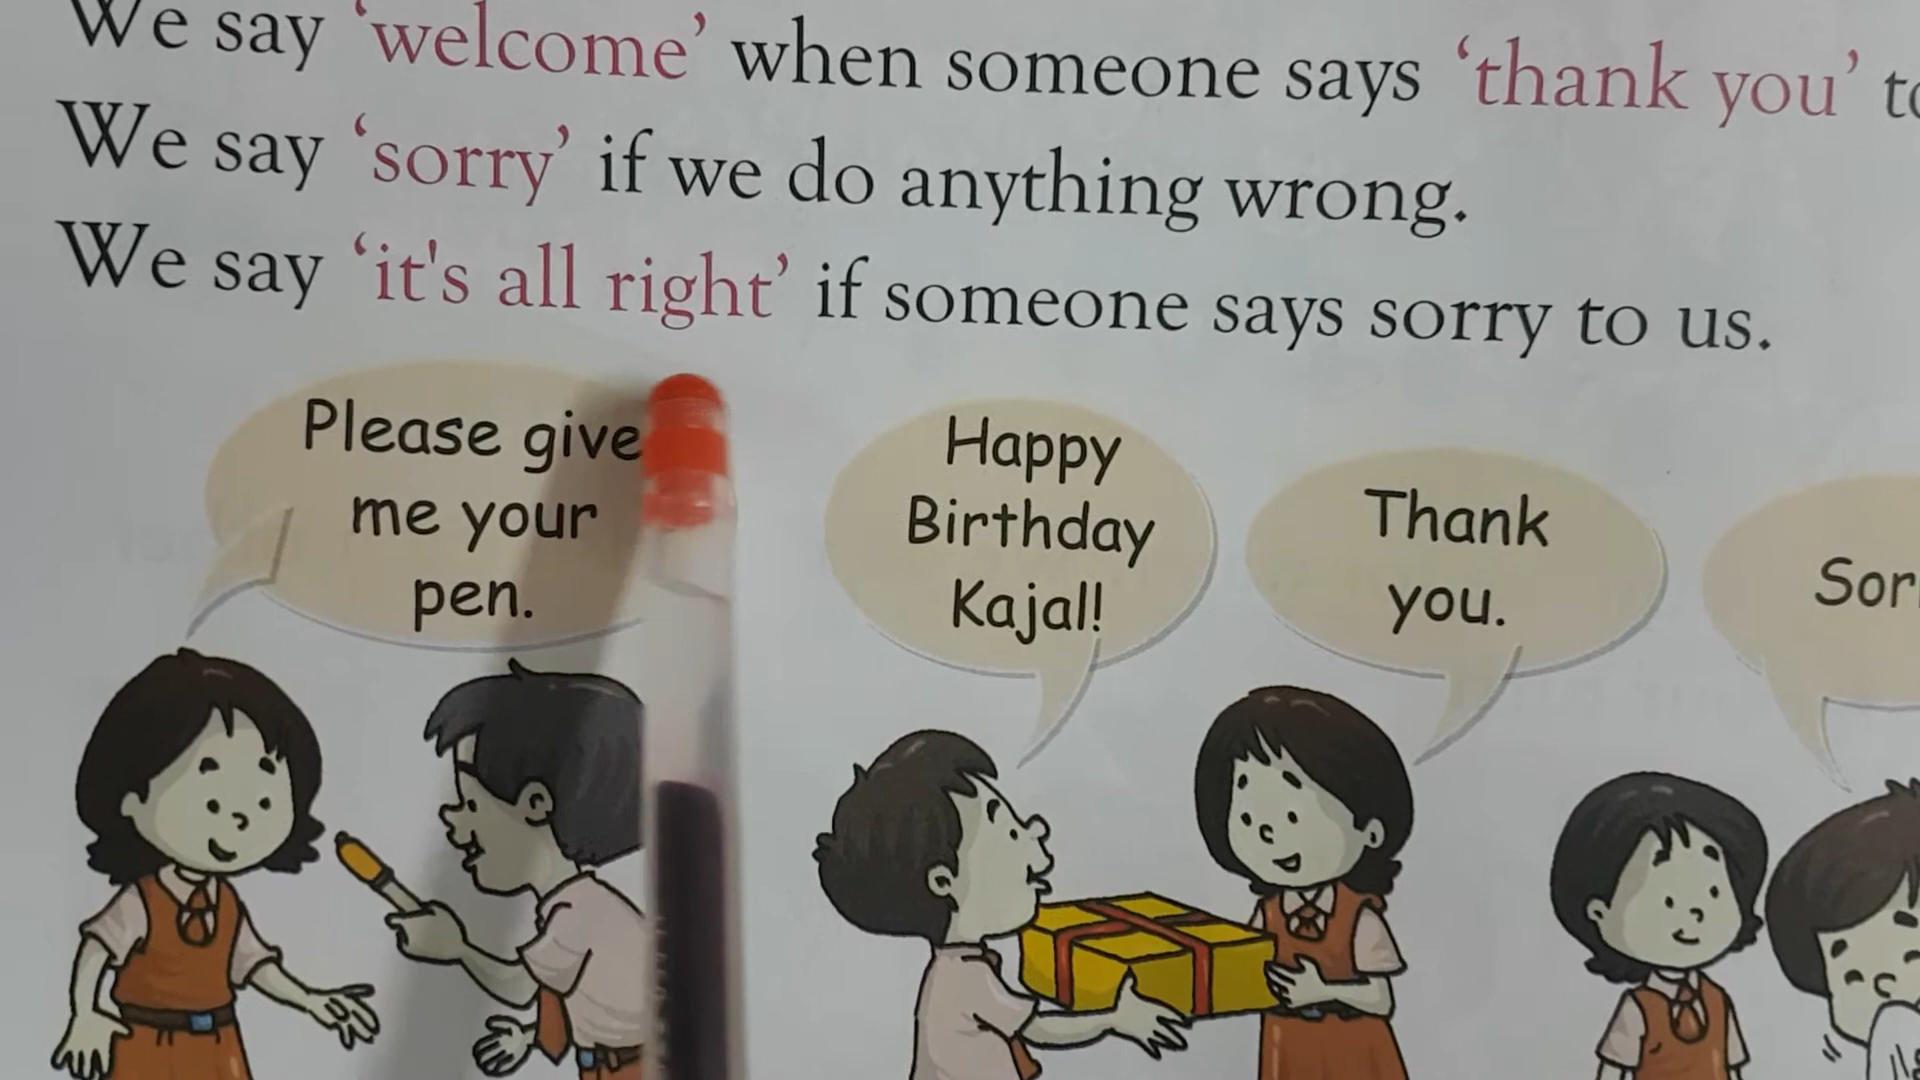 We say ‘welcome’ when someone says ‘thank you’
We say ‘sorry’ if we do anything wrong.
We say ‘it's all right’ if someone says sorry to us.
Please give
me your
pen.
Happy
Birthday
Kajal!
Thank
you.